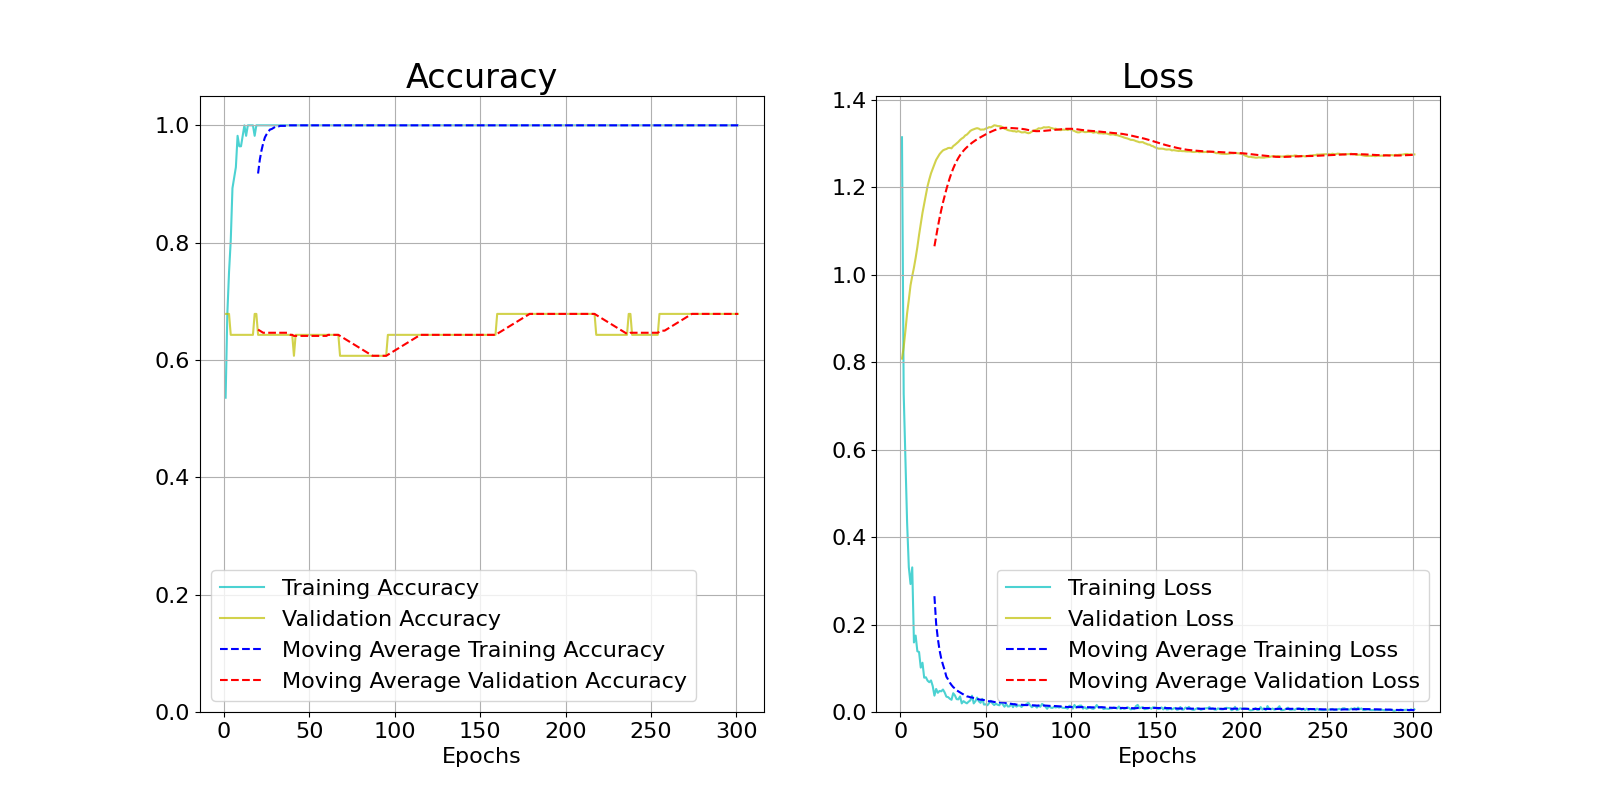 Accuracy
1.0
0.8
0.6
0.4
0.2
0.0
Training Accuracy
Validation Accuracy
Moving Average Training Accuracy
Moving Average Validation Accuracy
0 50 100 150 200 250 300
Epochs
Loss
1.4
1.2
1.0
0.8
0.6
0.4
0.2
0.0
Training Loss
Validation Loss
Moving Average Training Loss
Moving Average Validation Loss
0 50 100 150 200 250 300
Epochs